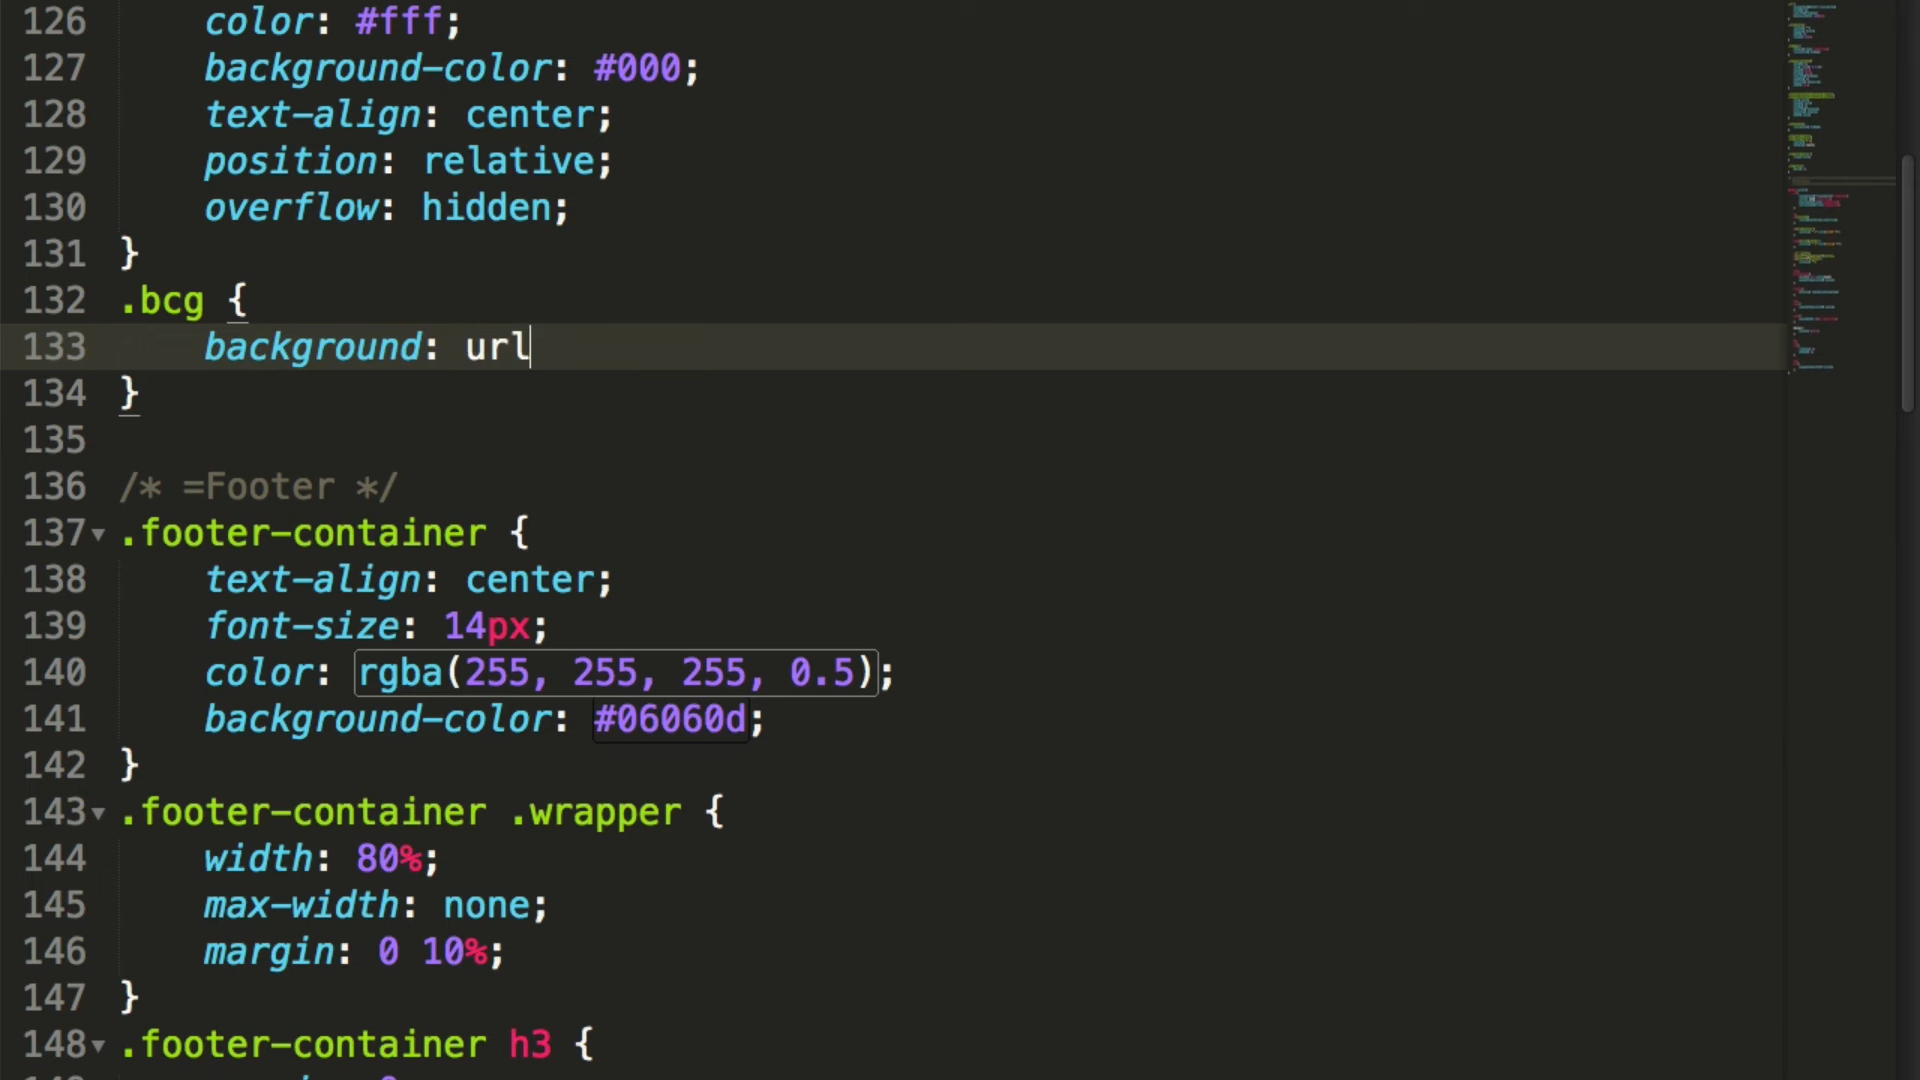 126 color: #fff;
127 background-color: #000;
128 text-align: center;
129 position: relative;
130 overflow: hidden;
131 }
132 .bcg {
133 background: url
134 }
135
136 /* =Footer */
137 .footer-container {
138 text-align: center;
139 font-size: 14px;
140 color: rgba(255, 255, 255, 0.5);
141 background-color: #06060d;
142 }
143 .footer-container .wrapper {
144 width: 80%;
145 max-width: none;
146 margin: 0 10%;
147 }
148 .footer-container h3 {